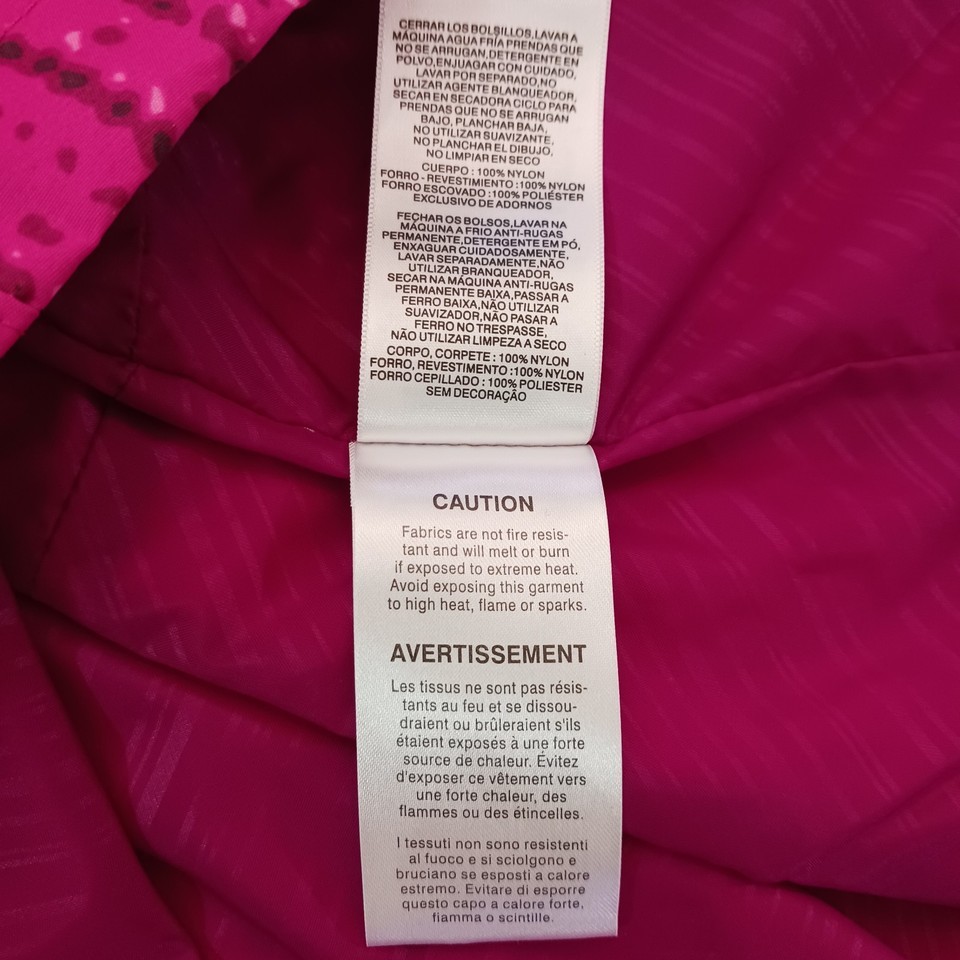 CERRAR LOS BOLSILLOS,LAVAR A
MÁQUINA AGUA FRÍA PRENDAS QUE
NO SE ARRUGAN,DETERGENTE EN
POLVO,ENJUAGAR CON CUIDADO,
LAVAR POR SEPARADO,NO
UTILIZAR AGENTE BLANQUEADOR,
SECAR EN SECADORA CICLO PARA
PRENDAS QUE NO SE ARRUGAN
BAJO, PLANCHAR BAJA,
NO UTILIZAR SUAVIZANTE,
NO PLANCHAR EL DIBUJO,
NO LIMPIAR EN SECO
CUERPO : 100% NYLON
FORRO - REVESTIMIENTO :100% NYLON
FORRO ESCOVADO :100% POLIÉSTER
EXCLUSIVO DE ADORNOS
FECHAR OS BOLSOS,LAVAR NA
MÁQUINA A FRIO ANTI-RUGAS
PERMANENTE,DETERGENTE EM PÓ,
ENXAGUAR CUIDADOSAMENTE,
LAVAR SEPARADAMENTE,NÃO
UTILIZAR BRANQUEADOR,
SECAR NA MÁQUINA ANTI-RUGAS
PERMANENTE BAIXA,PASSAR A
FERRO BAIXA,NÃO UTILIZAR
SUAVIZADOR,NÃO PASAR A
FERRO NO TRESPASSE,
NÃO UTILIZAR LIMPEZA A SECO
CORPO, CORPETE : 100% NYLON
FORRO, REVESTIMENTO :100% NYLON
FORRO CEPILLADO : 100% POLIESTER
SEM DECORAÇÃO
CAUTION
Fabrics are not fire resis-
tant and will melt or burn
if exposed to extreme heat.
Avoid exposing this garment
to high heat, flame or sparks.
AVERTISSEMENT
Les tissus ne sont pas résis-
tants au feu et se dissou-
draient ou brûleraient s'ils
étaient exposés à une forte
source de chaleur. Évitez
d'exposer ce vêtement vers
une forte chaleur, des
flammes ou des étincelles.
I tessuti non sono resistenti
al fuoco e si sciolgono e
bruciano se esposti a calore
estremo. Evitare di esporre
questo capo a calore forte,
fiamma o scintille.